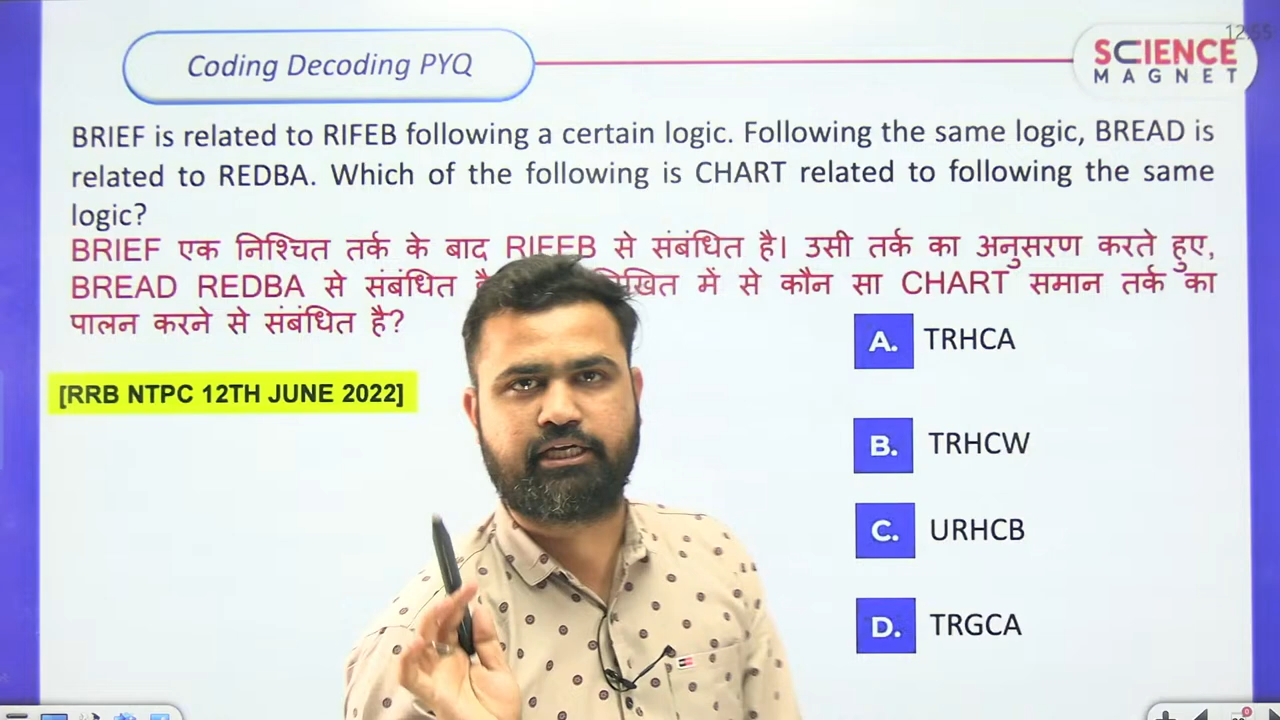 Coding Decoding PYQ
12:55
SCIENCE
MAGNET
BRIEF is related to RIFEB following a certain logic. Following the same logic, BREAD is
related to REDBA. Which of the following is CHART related to following the same
logic?
BRIEF एक निश्चित तर्क के बाद RIFEB से संबंधित है। उसी तर्क का अनुसरण करते हुए,
BREAD REDBA से संबंधित में से कौन सा CHART समान तर्क का
पालन करने से संबंधित है?
[RRB NTPC 12TH JUNE 2022]
A. TRHCA
B. TRHCW
C. URHCB
D. TRGCA